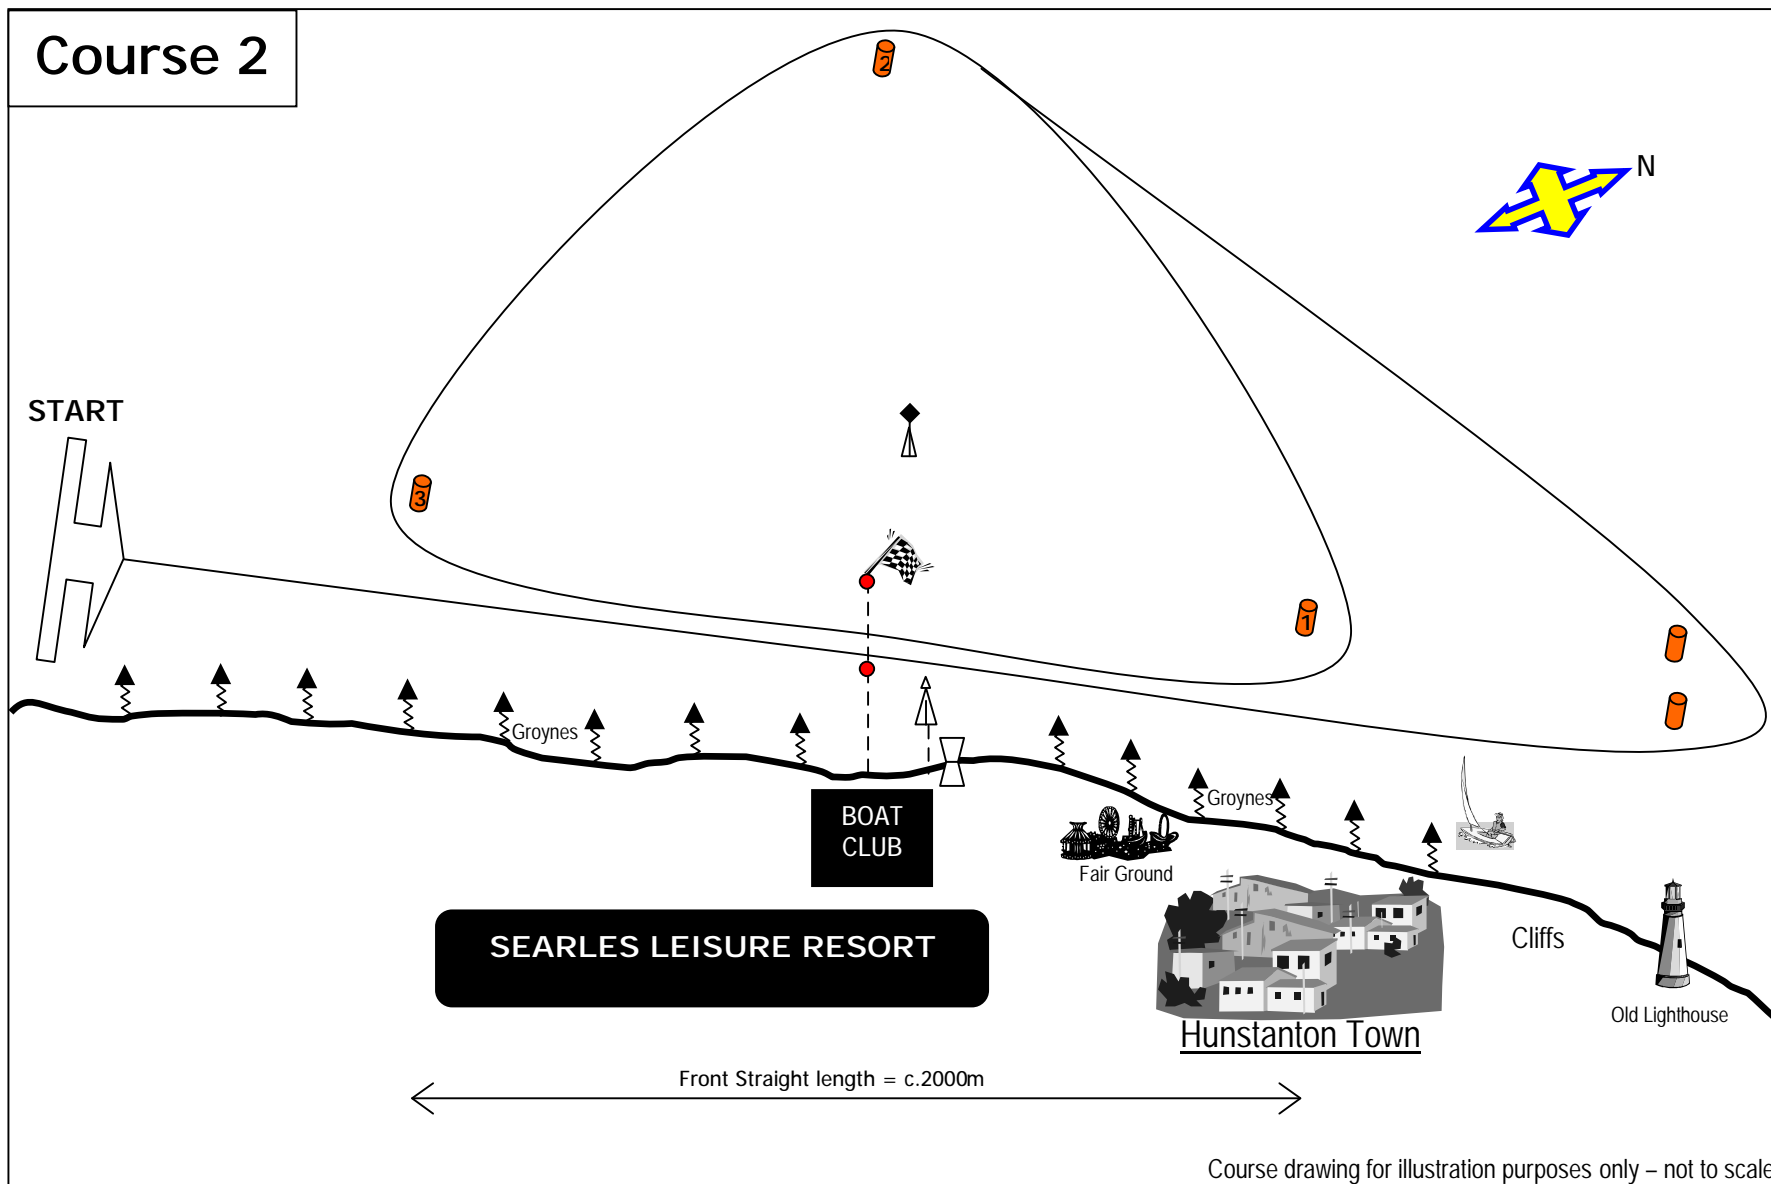 Course 2
2
N
START
3
1
Groynes
Groynes
BOAT
CLUB
Fair Ground
SEARLES LEISURE RESORT
Cliffs
Old Lighthouse
Hunstanton Town
Front Straight length = c.2000m
Course drawing for illustration purposes only – not to scale